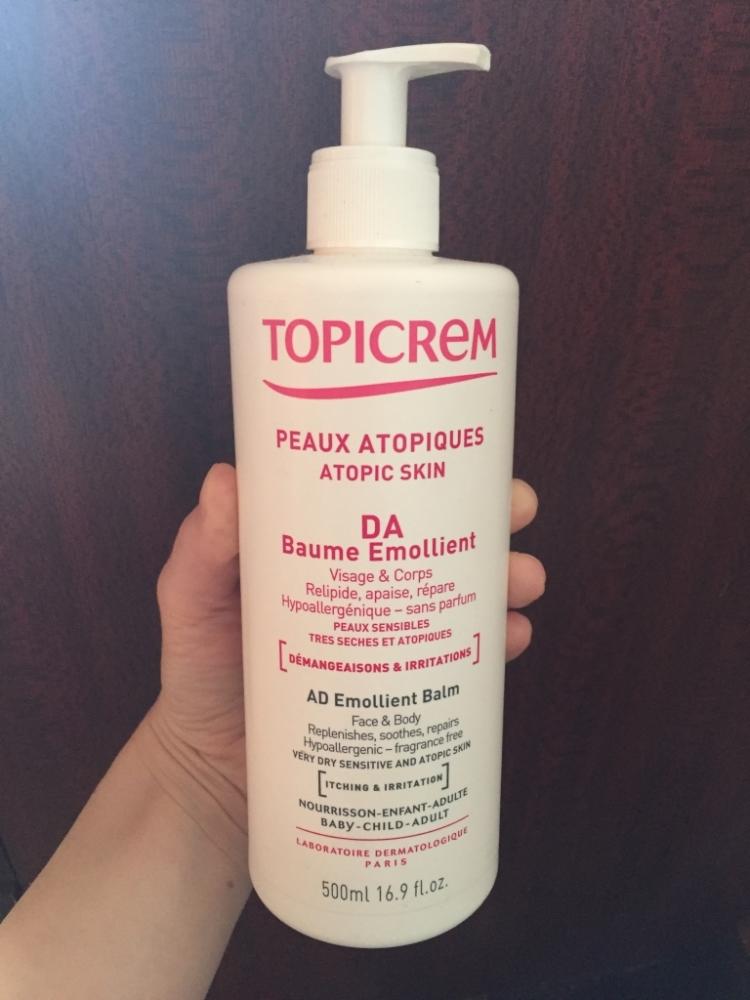 TOPICREM
PEAUX ATOPIQUES
ATOPIC SKIN
DA
Baume Emollient
Visage & Corps
Relipide, apaise, répare
Hypoallergénique – sans parfum
PEAUX SENSIBLES
TRES SECHES ET ATOPIQUES
[DÉMANGEAISONS & IRRITATIONS]
AD Emollient Balm
Face & Body
Replenishes, soothes, repairs
Hypoallergenic – fragrance free
VERY DRY SENSITIVE AND ATOPIC SKIN
[ITCHING & IRRITATION]
NOURRISSON-ENFANT-ADULTE
BABY-CHILD-ADULT
LABORATOIRE DERMATOLOGIQUE
PARIS
500ml 16.9 fl.oz.